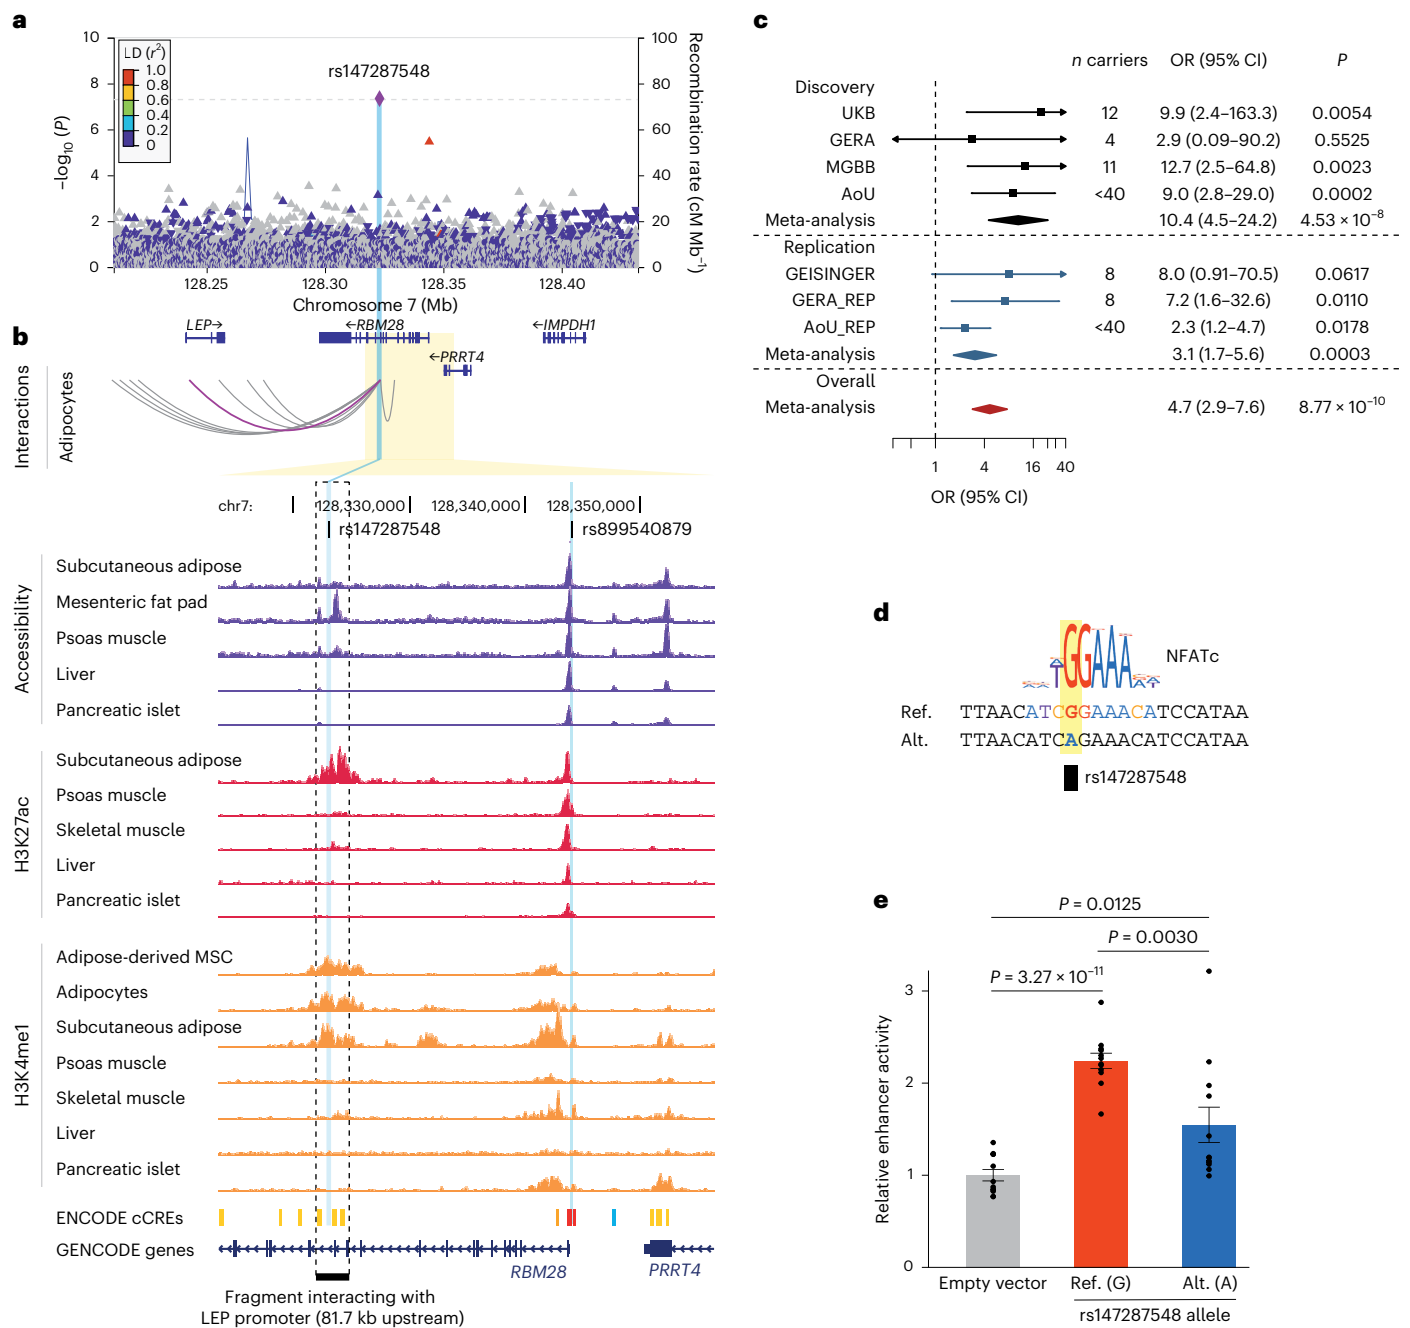 a
10
8
6
4
2
0
–log10 (P)
LD (r2)
1.0
0.8
0.6
0.4
0.2
0
rs147287548
100
80
60
40
20
0
Recombination rate (cM Mb−1)
128.25 128.30 128.35 128.40
Chromosome 7 (Mb)
LEP→ ←RBM28 ←IMPDH1
←PRRT4
b
Interactions
Adipocytes
chr7: 128,330,000 128,340,000 128,350,000
rs147287548 rs899540879
Accessibility
Subcutaneous adipose
Mesenteric fat pad
Psoas muscle
Liver
Pancreatic islet
H3K27ac
Subcutaneous adipose
Psoas muscle
Skeletal muscle
Liver
Pancreatic islet
H3K4me1
Adipose-derived MSC
Adipocytes
Subcutaneous adipose
Psoas muscle
Skeletal muscle
Liver
Pancreatic islet
ENCODE cCREs
GENCODE genes
RBM28 PRRT4
Fragment interacting with
LEP promoter (81.7 kb upstream)
c
n carriers OR (95% CI) P
Discovery
UKB 12 9.9 (2.4–163.3) 0.0054
GERA 4 2.9 (0.09–90.2) 0.5525
MGBB 11 12.7 (2.5–64.8) 0.0023
AoU <40 9.0 (2.8–29.0) 0.0002
Meta-analysis 10.4 (4.5–24.2) 4.53 × 10−8
Replication
GEISINGER 8 8.0 (0.91–70.5) 0.0617
GERA_REP 8 7.2 (1.6–32.6) 0.0110
AoU_REP <40 2.3 (1.2–4.7) 0.0178
Meta-analysis 3.1 (1.7–5.6) 0.0003
Overall
Meta-analysis 4.7 (2.9–7.6) 8.77 × 10−10
1 4 16 40
OR (95% CI)
d
NFATc
Ref. TTAACATCGGAAACATCCATAA
Alt. TTAACATCAGAAACATCCATAA
rs147287548
e
P = 0.0125
P = 0.0030
P = 3.27 × 10−11
3
2
1
0
Relative enhancer activity
Empty vector Ref. (G) Alt. (A)
rs147287548 allele